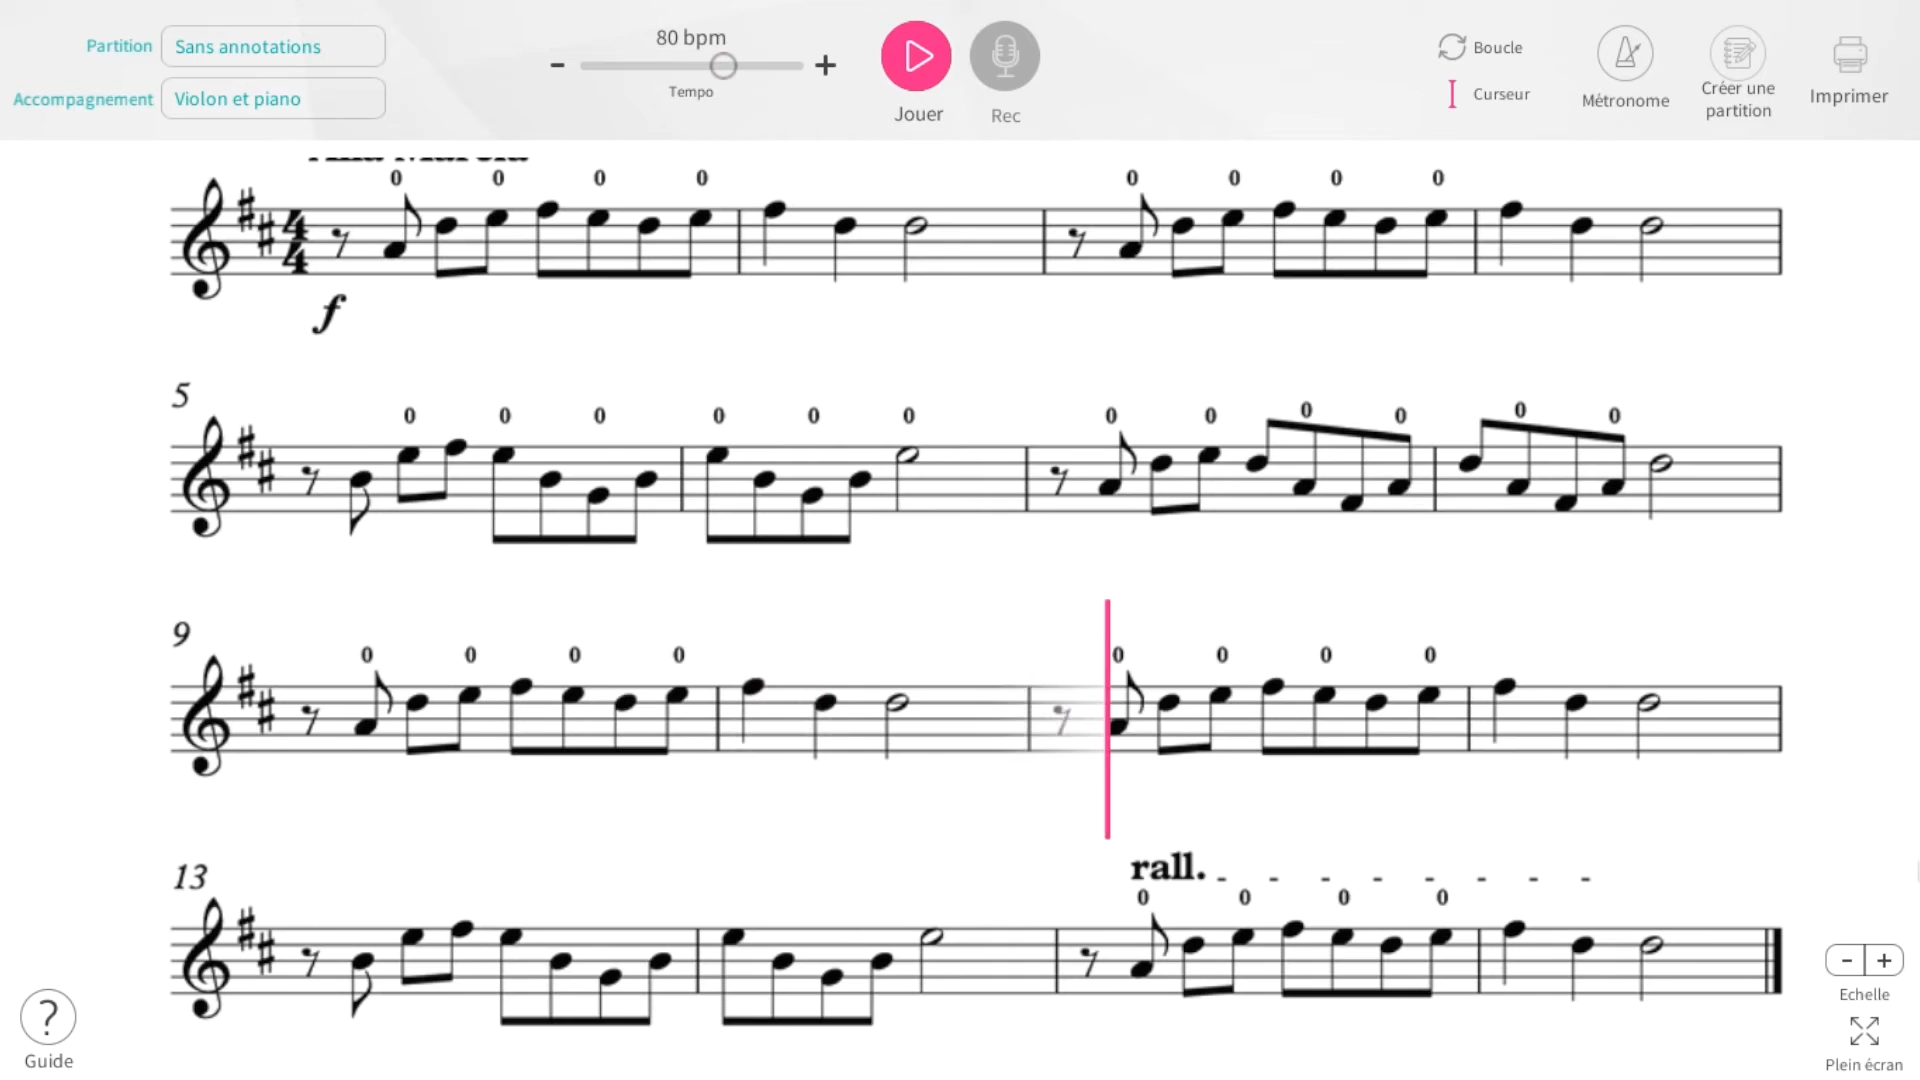 Partition Sans annotations
Accompagnement Violon et piano
80 bpm
- +
Tempo
Jouer
Rec
Boucle
Curseur
Métronome
Créer une
partition
Imprimer
0 0 0 0 0 0 0 0
4
4
f
5
0 0 0 0 0 0 0 0 0 0 0 0
9
0 0 0 0 0 0 0 0
13
rall. - - - - - - - -
0 0 0 0
- +
Echelle
Plein écran
?
Guide